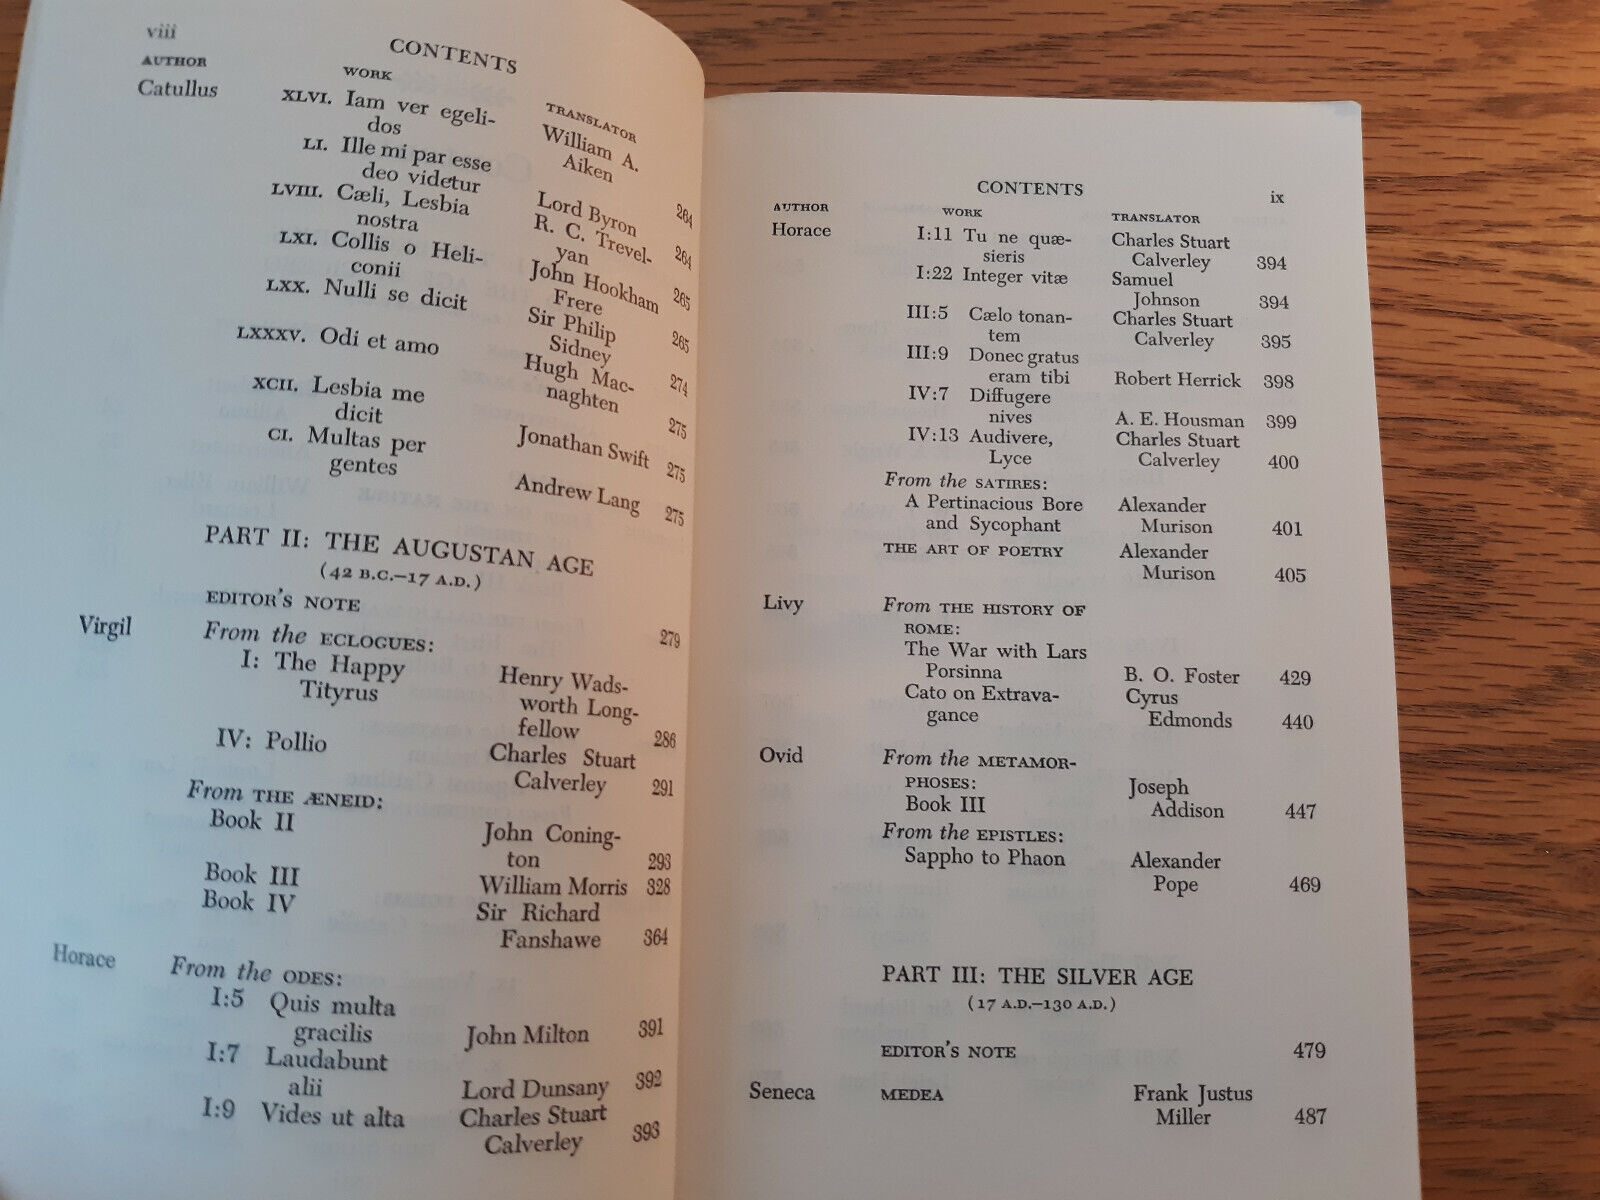 viii
CONTENTS
AUTHOR WORK TRANSLATOR
Catullus XLVI. Iam ver egeli-
dos William A.
Aiken 264
LI. Ille mi par esse
deo videtur Lord Byron 264
LVIII. Cæli, Lesbia
nostra R. C. Trevel-
yan 265
LXI. Collis o Heli-
conii John Hookham
Frere 265
LXX. Nulli se dicit Sir Philip
Sidney 274
LXXXV. Odi et amo Hugh Mac-
naghten 275
XCII. Lesbia me
dicit Jonathan Swift 275
CI. Multas per
gentes Andrew Lang 275
PART II: THE AUGUSTAN AGE
(42 B.C.—17 A.D.)
EDITOR'S NOTE 279
Virgil From the ECLOGUES:
I: The Happy
Tityrus Henry Wads-
worth Long-
fellow 286
IV: Pollio Charles Stuart
Calverley 291
From THE ÆNEID:
Book II John Coning-
ton 293
Book III William Morris 328
Book IV Sir Richard
Fanshawe 364
Horace From the ODES:
I:5 Quis multa
gracilis John Milton 391
I:7 Laudabunt
alii Lord Dunsany 392
I:9 Vides ut alta Charles Stuart
Calverley 393
CONTENTS ix
AUTHOR WORK TRANSLATOR
Horace I:11 Tu ne quæ-
sieris Charles Stuart
Calverley 394
I:22 Integer vitæ Samuel
Johnson 394
III:5 Cælo tonan-
tem Charles Stuart
Calverley 395
III:9 Donec gratus
eram tibi Robert Herrick 398
IV:7 Diffugere
nives A. E. Housman 399
IV:13 Audivere,
Lyce Charles Stuart
Calverley 400
From the SATIRES:
A Pertinacious Bore
and Sycophant Alexander
Murison 401
THE ART OF POETRY Alexander
Murison 405
Livy From THE HISTORY OF
ROME:
The War with Lars
Porsinna B. O. Foster 429
Cato on Extrava-
gance Cyrus
Edmonds 440
Ovid From the METAMOR-
PHOSES:
Book III Joseph
Addison 447
From the EPISTLES:
Sappho to Phaon Alexander
Pope 469
PART III: THE SILVER AGE
(17 A.D.—130 A.D.)
EDITOR'S NOTE 479
Seneca MEDEA Frank Justus
Miller 487